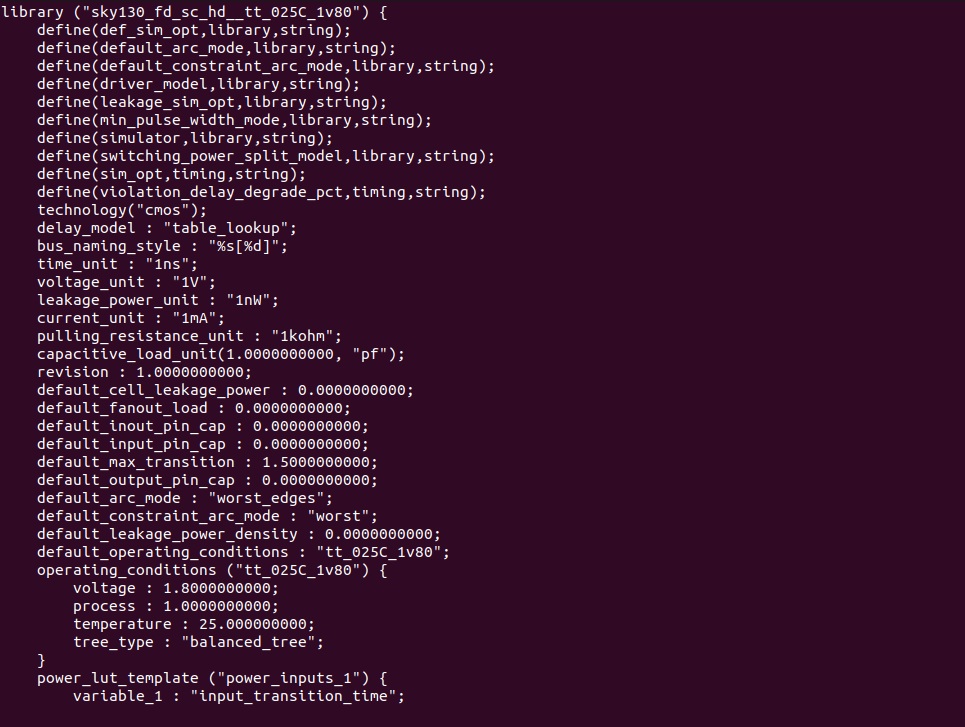 library ("sky130_fd_sc_hd__tt_025C_1v80") {
    define(def_sim_opt,library,string);
    define(default_arc_mode,library,string);
    define(default_constraint_arc_mode,library,string);
    define(driver_model,library,string);
    define(leakage_sim_opt,library,string);
    define(min_pulse_width_mode,library,string);
    define(simulator,library,string);
    define(switching_power_split_model,library,string);
    define(sim_opt,timing,string);
    define(violation_delay_degrade_pct,timing,string);
    technology("cmos");
    delay_model : "table_lookup";
    bus_naming_style : "%s[%d]";
    time_unit : "1ns";
    voltage_unit : "1V";
    leakage_power_unit : "1nW";
    current_unit : "1mA";
    pulling_resistance_unit : "1kohm";
    capacitive_load_unit(1.0000000000, "pf");
    revision : 1.0000000000;
    default_cell_leakage_power : 0.0000000000;
    default_fanout_load : 0.0000000000;
    default_inout_pin_cap : 0.0000000000;
    default_input_pin_cap : 0.0000000000;
    default_max_transition : 1.5000000000;
    default_output_pin_cap : 0.0000000000;
    default_arc_mode : "worst_edges";
    default_constraint_arc_mode : "worst";
    default_leakage_power_density : 0.0000000000;
    default_operating_conditions : "tt_025C_1v80";
    operating_conditions ("tt_025C_1v80") {
        voltage : 1.8000000000;
        process : 1.0000000000;
        temperature : 25.000000000;
        tree_type : "balanced_tree";
    }
    power_lut_template ("power_inputs_1") {
        variable_1 : "input_transition_time";